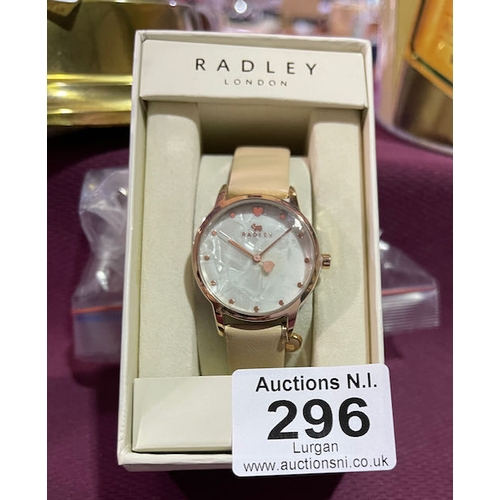 RADLEY
LONDON
RADLEY
Auctions N.I.
296
Lurgan
www.auctionsni.co.uk